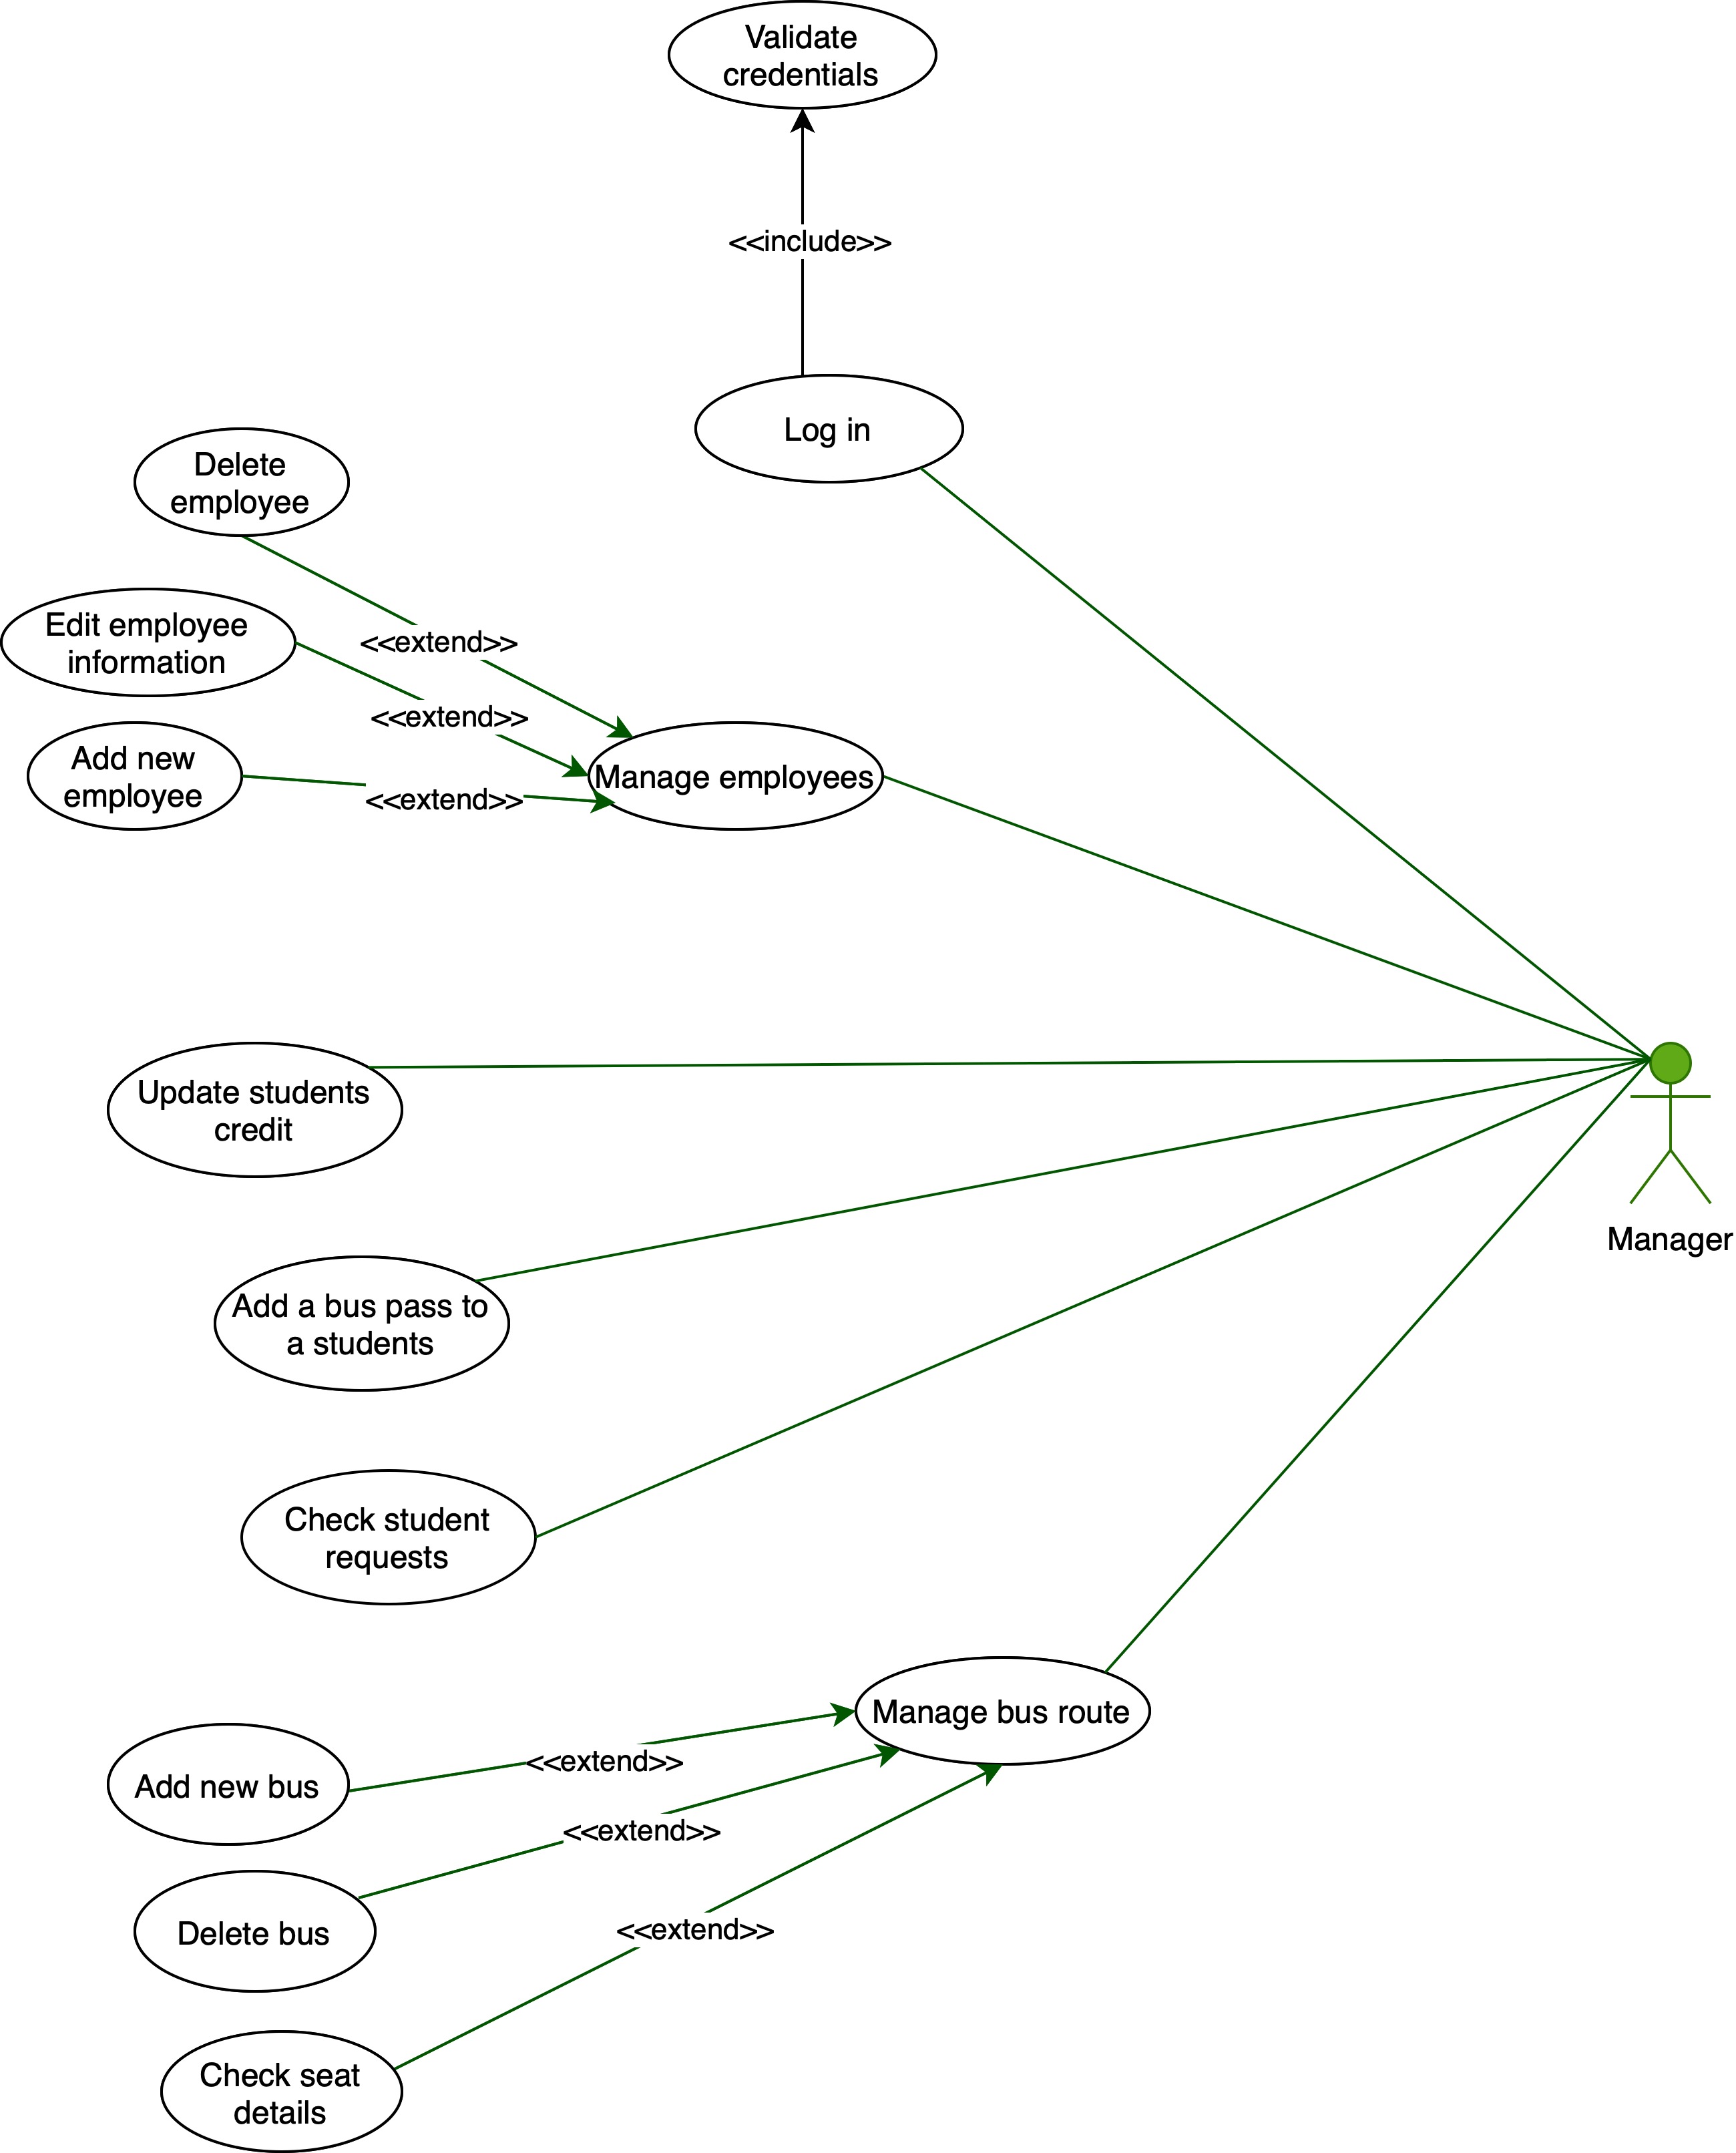 Validate
credentials
<<include>>
Log in
Delete
employee
<<extend>>
Edit employee
information
<<extend>>
Add new
employee
<<extend>>
Manage employees
Update students
credit
Manager
Add a bus pass to
a students
Check student
requests
Manage bus route
Add new bus
<<extend>>
<<extend>>
Delete bus
<<extend>>
Check seat
details